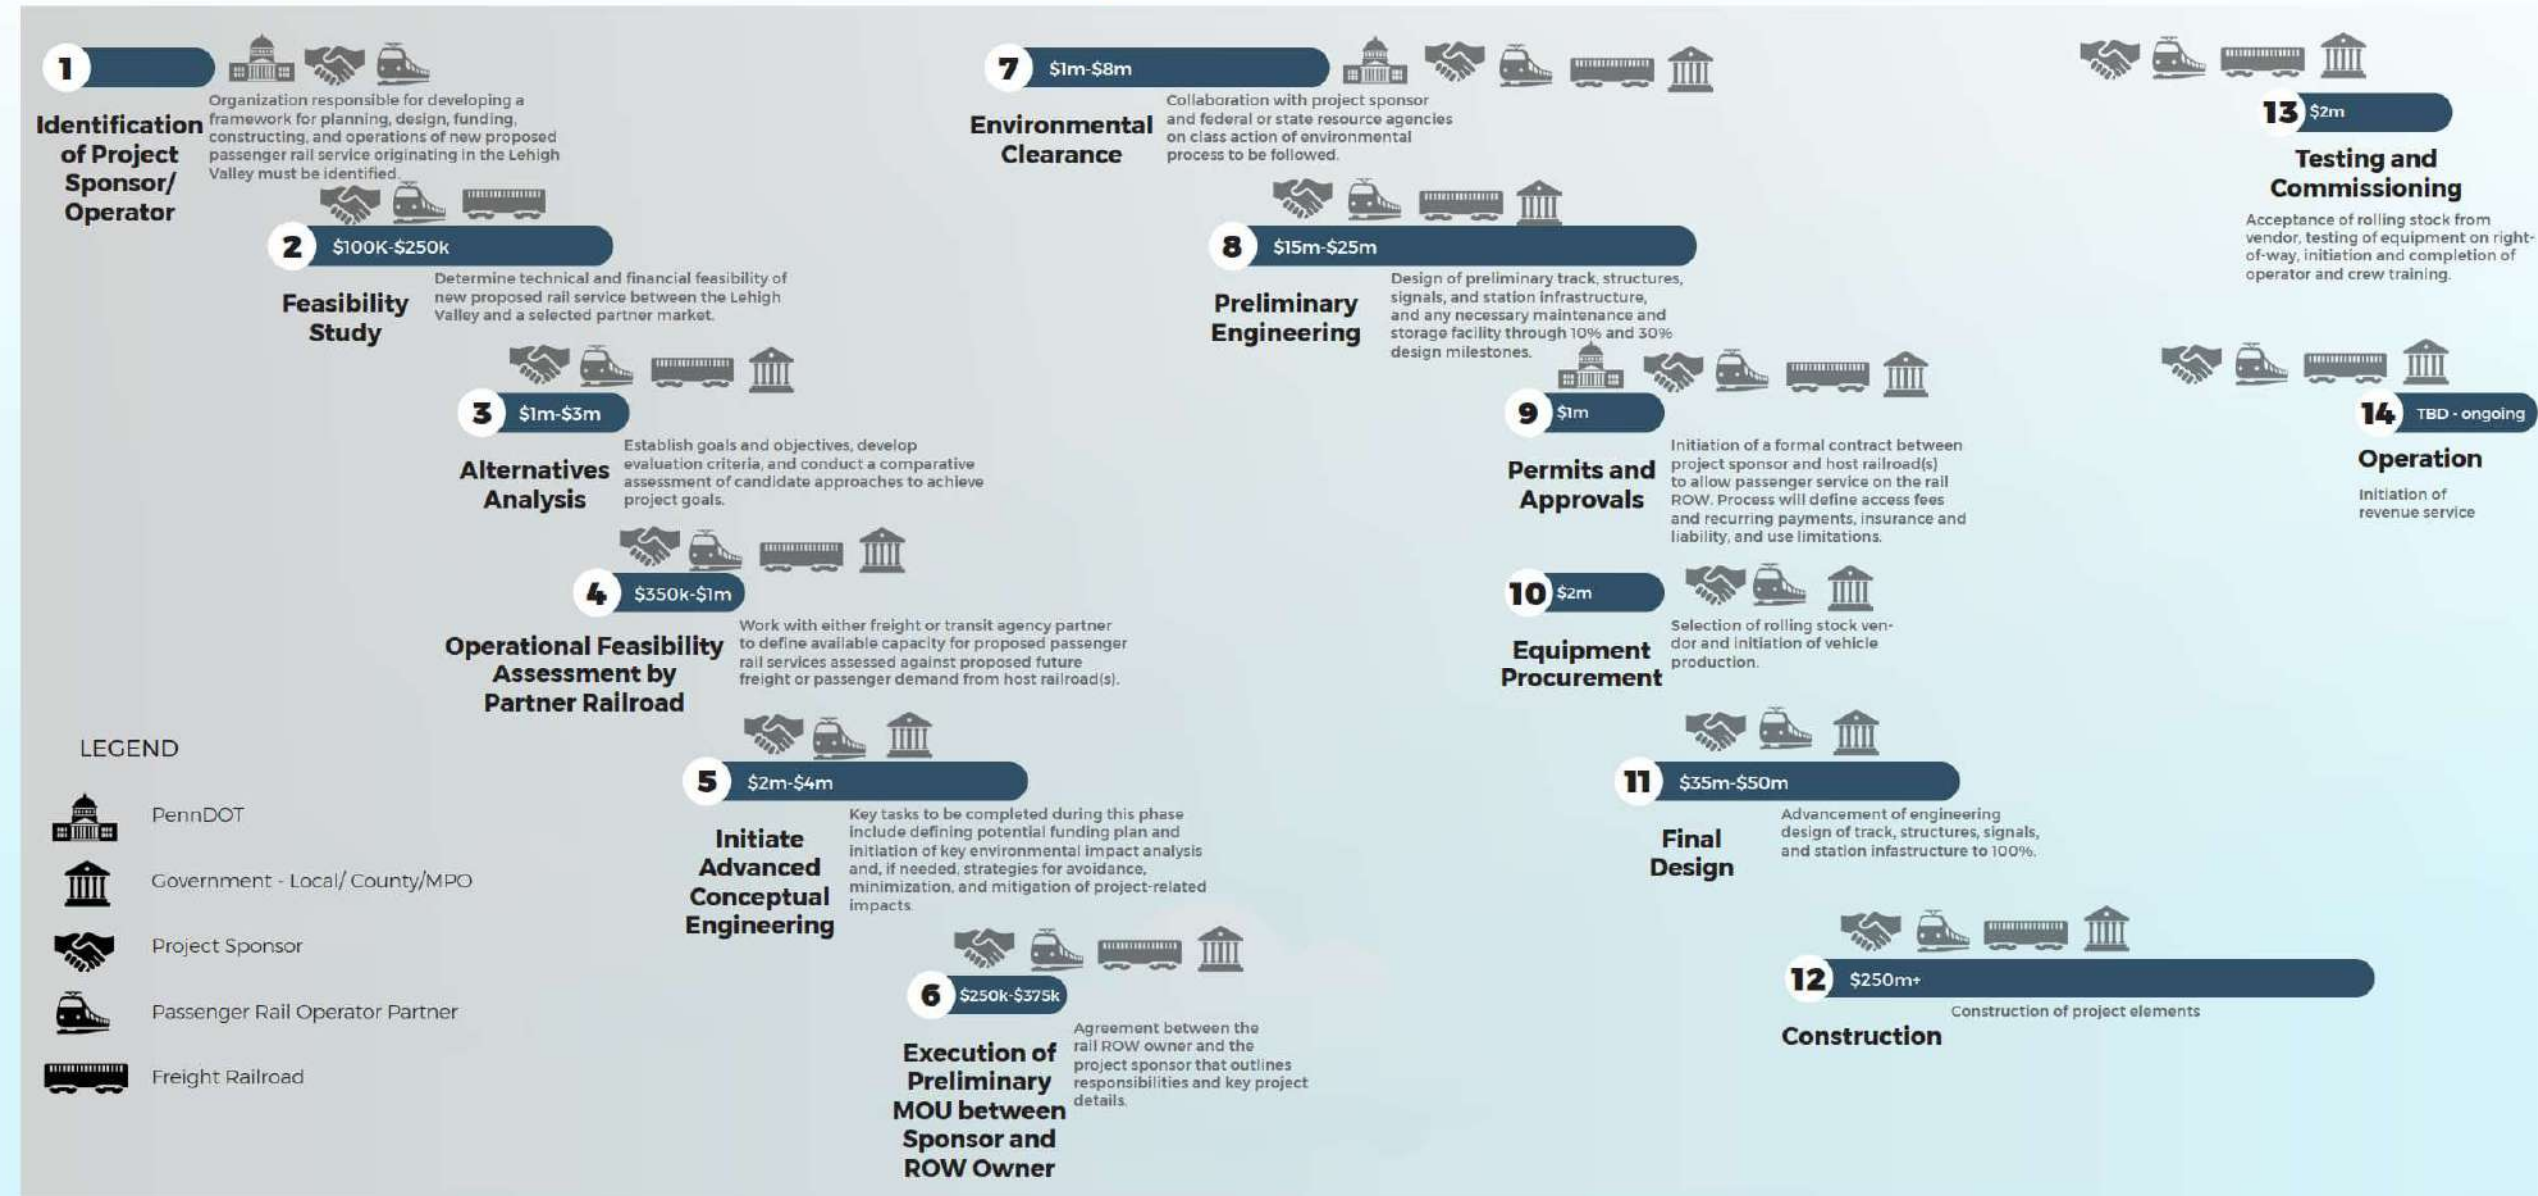 1
Identification
of Project
Sponsor/
Operator
Organization responsible for developing a
framework for planning, design, funding,
constructing, and operations of new proposed
passenger rail service originating in the Lehigh
Valley must be identified.
2
$100K-$250k
Feasibility
Study
Determine technical and financial feasibility of
new proposed rail service between the Lehigh
Valley and a selected partner market.
3
$1m-$3m
Alternatives
Analysis
Establish goals and objectives, develop
evaluation criteria, and conduct a comparative
assessment of candidate approaches to achieve
project goals.
4
$350k-$1m
Operational Feasibility
Assessment by
Partner Railroad
Work with either freight or transit agency partner
to define available capacity for proposed passenger
rail services assessed against proposed future
freight or passenger demand from host railroad(s).
5
$2m-$4m
Initiate
Advanced
Conceptual
Engineering
Key tasks to be completed during this phase
include defining potential funding plan and
initiation of key environmental impact analysis
and, if needed, strategies for avoidance,
minimization, and mitigation of project-related
impacts.
6
$250k-$375k
Execution of
Preliminary
MOU between
Sponsor and
ROW Owner
Agreement between the
rail ROW owner and the
project sponsor that outlines
responsibilities and key project
details.
7
$1m-$8m
Environmental
Clearance
Collaboration with project sponsor
and federal or state resource agencies
on class action of environmental
process to be followed.
8
$15m-$25m
Preliminary
Engineering
Design of preliminary track, structures,
signals, and station infrastructure,
and any necessary maintenance and
storage facility through 10% and 30%
design milestones.
9
$1m
Permits and
Approvals
Initiation of a formal contract between
project sponsor and host railroad(s)
to allow passenger service on the rail
ROW. Process will define access fees
and recurring payments, insurance and
liability, and use limitations.
10
$2m
Equipment
Procurement
Selection of rolling stock ven-
dor and initiation of vehicle
production.
11
$35m-$50m
Final
Design
Advancement of engineering
design of track, structures, signals,
and station infastructure to 100%.
12
$250m+
Construction
Construction of project elements
13
$2m
Testing and
Commissioning
Acceptance of rolling stock from
vendor, testing of equipment on right-
of-way, initiation and completion of
operator and crew training.
14
TBD - ongoing
Operation
Initiation of
revenue service
LEGEND
PennDOT
Government - Local/ County/MPO
Project Sponsor
Passenger Rail Operator Partner
Freight Railroad